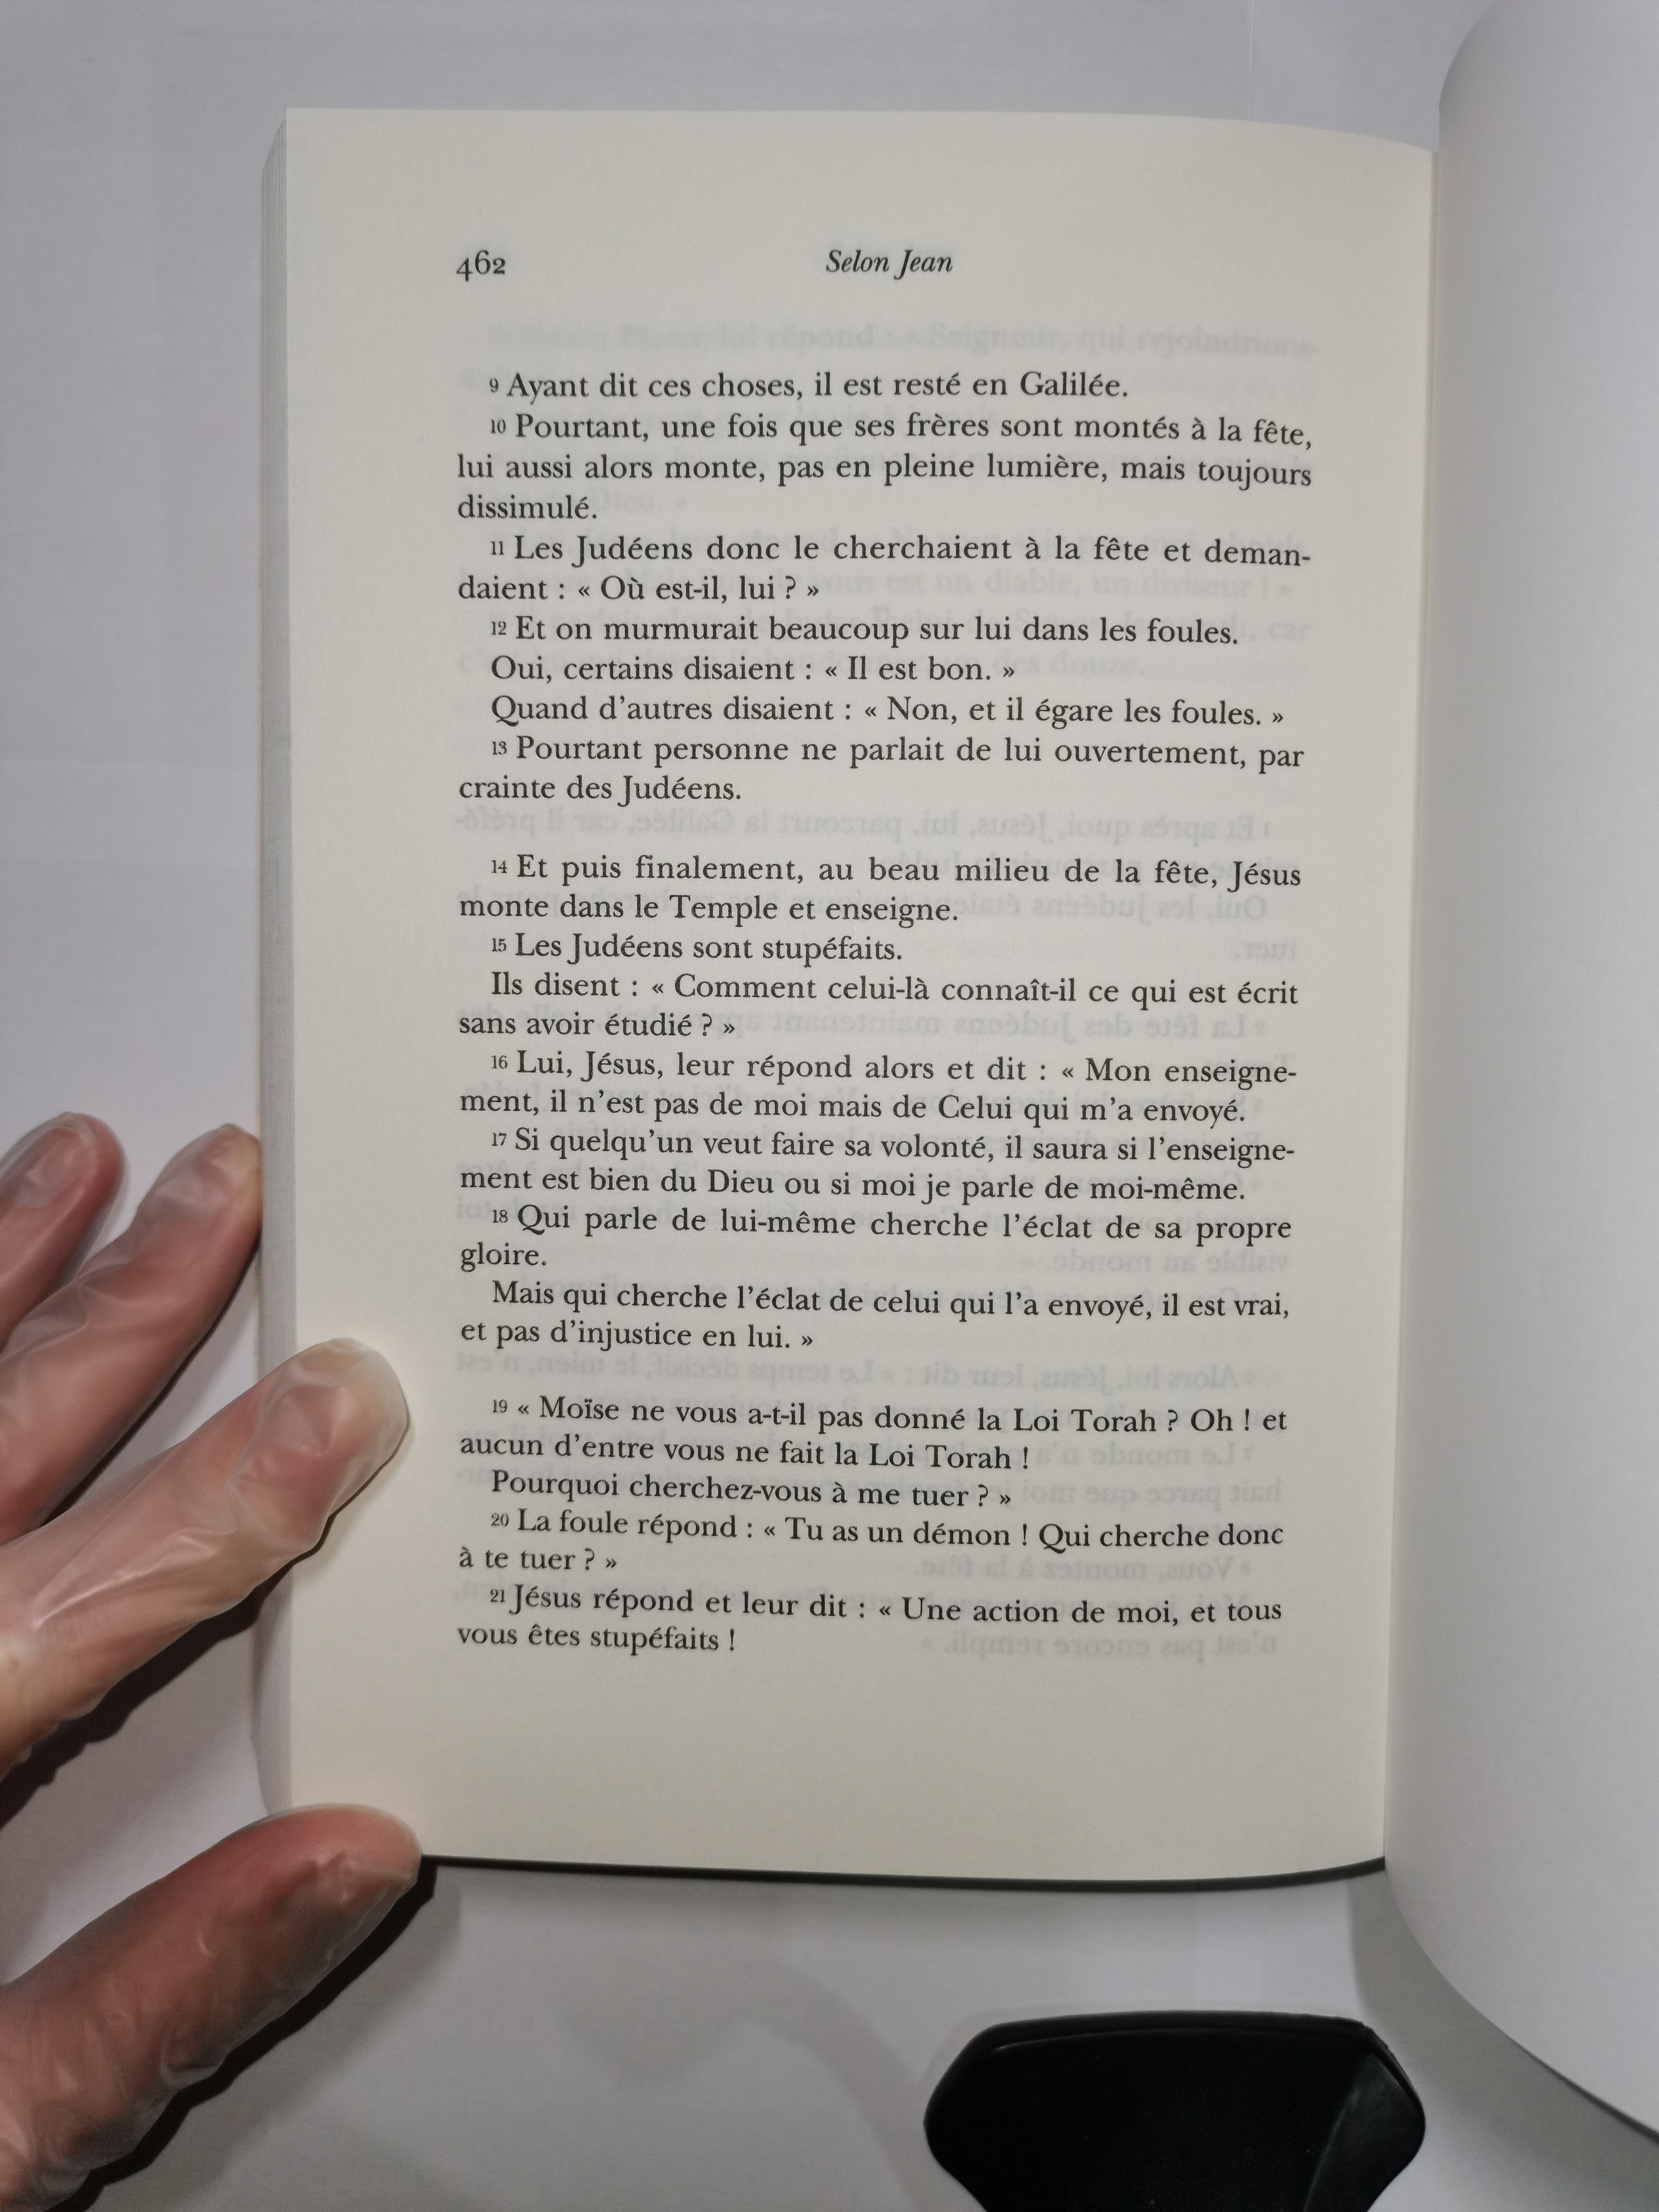 462
Selon Jean
9 Ayant dit ces choses, il est resté en Galilée.
10 Pourtant, une fois que ses frères sont montés à la fête,
lui aussi alors monte, pas en pleine lumière, mais toujours
dissimulé.
11 Les Judéens donc le cherchaient à la fête et deman-
daient : « Où est-il, lui ? »
12 Et on murmurait beaucoup sur lui dans les foules.
Oui, certains disaient : « Il est bon. »
Quand d’autres disaient : « Non, et il égare les foules. »
13 Pourtant personne ne parlait de lui ouvertement, par
crainte des Judéens.
14 Et puis finalement, au beau milieu de la fête, Jésus
monte dans le Temple et enseigne.
15 Les Judéens sont stupéfaits.
Ils disent : « Comment celui-là connaît-il ce qui est écrit
sans avoir étudié ? »
16 Lui, Jésus, leur répond alors et dit : « Mon enseigne-
ment, il n’est pas de moi mais de Celui qui m’a envoyé.
17 Si quelqu’un veut faire sa volonté, il saura si l’enseigne-
ment est bien du Dieu ou si moi je parle de moi-même.
18 Qui parle de lui-même cherche l’éclat de sa propre
gloire.
Mais qui cherche l’éclat de celui qui l’a envoyé, il est vrai,
et pas d’injustice en lui. »
19 « Moïse ne vous a-t-il pas donné la Loi Torah ? Oh ! et
aucun d’entre vous ne fait la Loi Torah !
Pourquoi cherchez-vous à me tuer ? »
20 La foule répond : « Tu as un démon ! Qui cherche donc
à te tuer ? »
21 Jésus répond et leur dit : « Une action de moi, et tous
vous êtes stupéfaits !